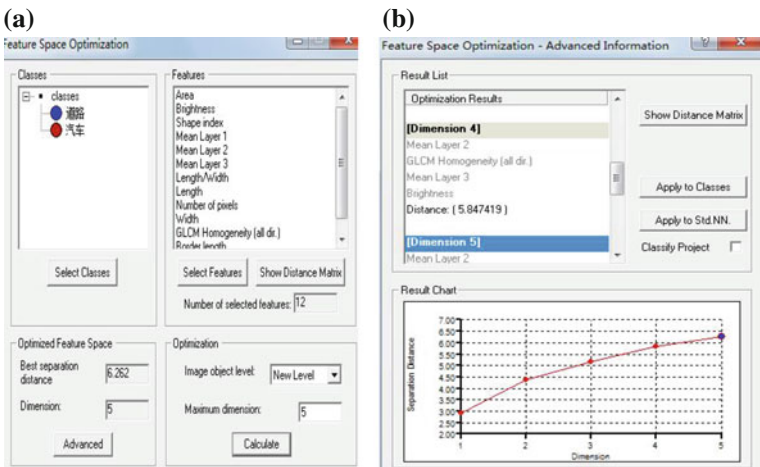 (a)
Feature Space Optimization
Classes
classes
道路
汽车
Select Classes
Features
Area
Brightness
Shape index
Mean Layer 1
Mean Layer 2
Mean Layer 3
Length/Width
Length
Number of pixels
Width
GLCM Homogeneity (all dir.)
Border length
Select Features
Show Distance Matrix
Number of selected features: 12
Optimized Feature Space
Best separation distance
6.262
Dimension:
5
Advanced
Optimization
Image object level:
New Level
Maximum dimension:
5
Calculate
(b)
Feature Space Optimization - Advanced Information
Result List
Optimization Results
[Dimension 4]
Mean Layer 2
GLCM Homogeneity (all dir.)
Mean Layer 3
Brightness
Distance: ( 5.847419 )
[Dimension 5]
Mean Layer 2
Show Distance Matrix
Apply to Classes
Apply to Std.NN.
Classify Project
Result Chart
Separation Distance
7.00
6.50
6.00
5.50
5.00
4.50
4.00
3.50
3.00
2.50
2.00
1 2 3 4 5
Dimension